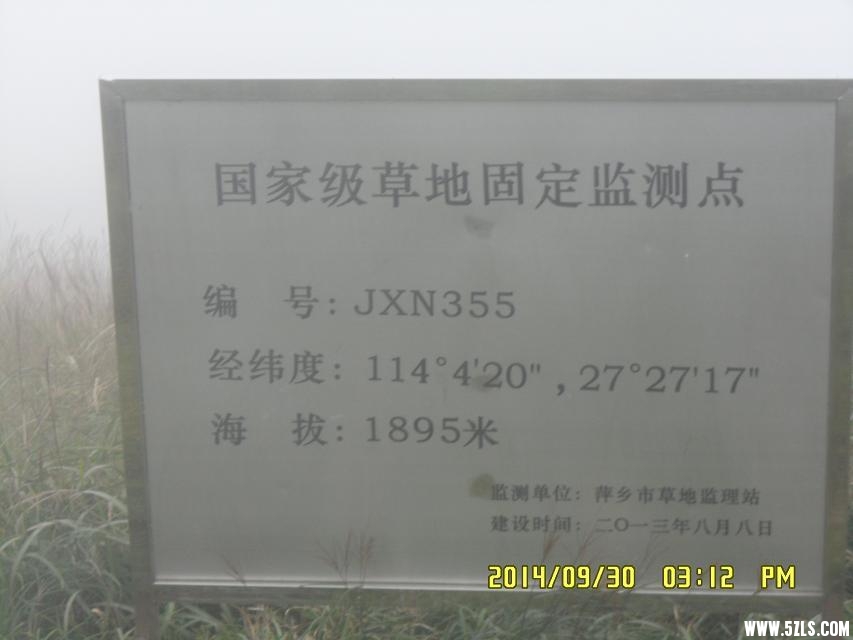 国家级草地固定监测点
编 号: JXN355
经纬度: 114°4'20" , 27°27'17"
海 拔: 1895米
监测单位: 萍乡市草地监理站
建设时间: 二〇一三年八月八日
2014/09/30 03:12 PM
WWW.5ZLS.COM